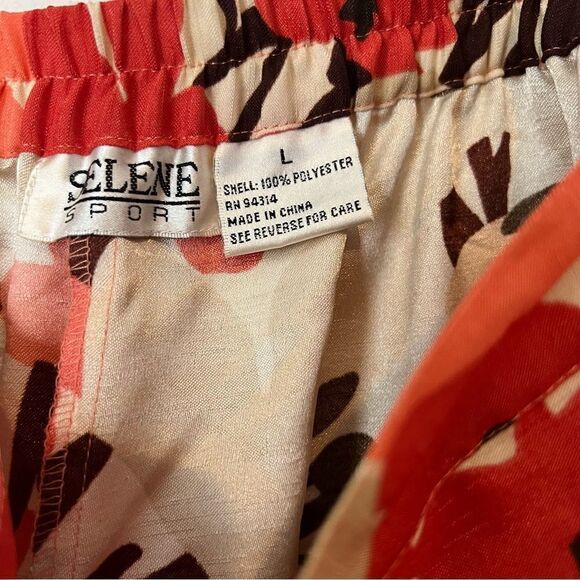 SELENE
SPORT
L
SHELL: 100% POLYESTER
RN 94314
MADE IN CHINA
SEE REVERSE FOR CARE